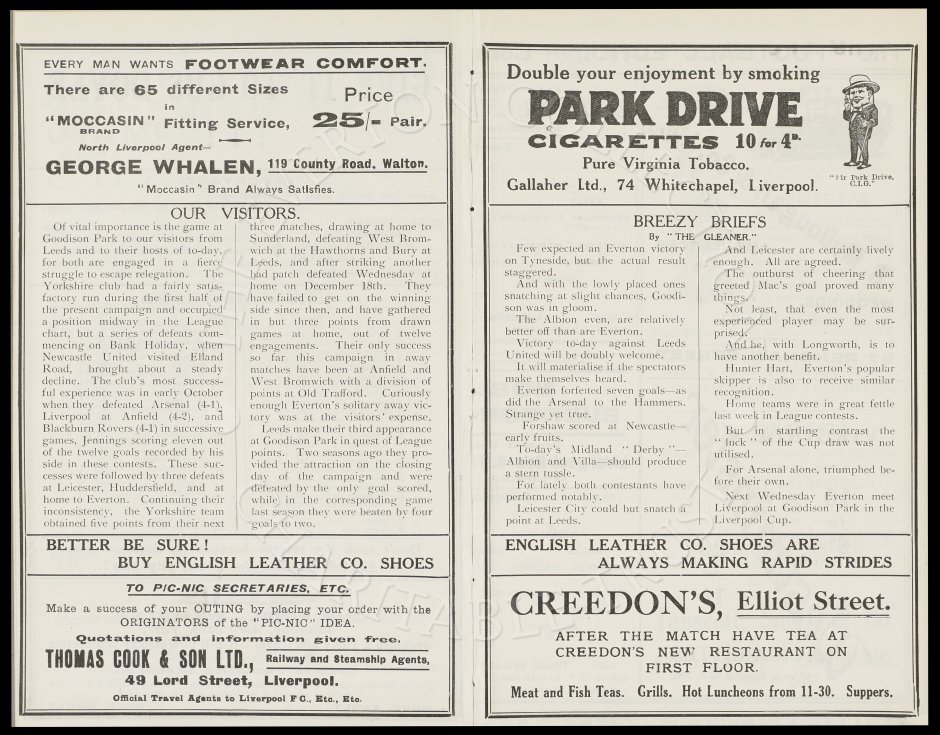 EVERY MAN WANTS FOOTWEAR COMFORT.
There are 65 different Sizes
in
"MOCCASIN" Fitting Service,
BRAND
Price
25/= Pair.
North Liverpool Agent—
GEORGE WHALEN, 119 County Road, Walton.
"Moccasin" Brand Always Satisfies.
OUR VISITORS.
Of vital importance is the game at
Goodison Park to our visitors from
Leeds and to their hosts of to-day,
for both are engaged in a fierce
struggle to escape relegation. The
Yorkshire club had a fairly satis-
factory run during the first half of
the present campaign and occupied
a position midway in the League
chart, but a series of defeats com-
mencing on Bank Holiday, when
Newcastle United visited Elland
Road, brought about a steady
decline. The club's most success-
ful experience was in early October
when they defeated Arsenal (4-1),
Liverpool at Anfield (4-2), and
Blackburn Rovers (4-1) in successive
games, Jennings scoring eleven out
of the twelve goals recorded by his
side in these contests. These suc-
cesses were followed by three defeats
at Leicester, Huddersfield, and at
home to Everton. Continuing their
inconsistency, the Yorkshire team
obtained five points from their next
three matches, drawing at home to
Sunderland, defeating West Brom-
wich at the Hawthorns and Bury at
Leeds, and after striking another
bad patch defeated Wednesday at
home on December 18th. They
have failed to get on the winning
side since then, and have gathered
in but three points from drawn
games at home, out of twelve
engagements. Their only success
so far this campaign in away
matches have been at Anfield and
West Bromwich with a division of
points at Old Trafford. Curiously
enough Everton's solitary away vic-
tory was at the visitors' expense.
Leeds make their third appearance
at Goodison Park in quest of League
points. Two seasons ago they pro-
vided the attraction on the closing
day of the campaign and were
defeated by the only goal scored,
while in the corresponding game
last season they were beaten by four
goals to two.
BETTER BE SURE!
BUY ENGLISH LEATHER CO. SHOES
TO PIC-NIC SECRETARIES, ETC.
Make a success of your OUTING by placing your order with the
ORIGINATORS of the "PIC-NIC" IDEA.
Quotations and information given free.
THOMAS COOK & SON LTD., Railway and Steamship Agents,
49 Lord Street, Liverpool.
Official Travel Agents to Liverpool F C., Etc., Etc.
Double your enjoyment by smoking
PARK DRIVE
CIGARETTES 10 for 4D.
Pure Virginia Tobacco.
Gallaher Ltd., 74 Whitechapel, Liverpool.
"Sir Park Drive,
C.I.G."
BREEZY BRIEFS
By "THE GLEANER."
Few expected an Everton victory
on Tyneside, but the actual result
staggered.
And with the lowly placed ones
snatching at slight chances, Goodi-
son was in gloom.
The Albion even, are relatively
better off than are Everton.
Victory to-day against Leeds
United will be doubly welcome.
It will materialise if the spectators
make themselves heard.
Everton forfeited seven goals—as
did the Arsenal to the Hammers.
Strange yet true.
Forshaw scored at Newcastle—
early fruits.
To-day's Midland "Derby"—
Albion and Villa—should produce
a stern tussle.
For lately both contestants have
performed notably.
Leicester City could but snatch a
point at Leeds.
And Leicester are certainly lively
enough. All are agreed.
The outburst of cheering that
greeted Mac's goal proved many
things.
Not least, that even the most
experienced player may be sur-
prised.
And he, with Longworth, is to
have another benefit.
Hunter Hart, Everton's popular
skipper is also to receive similar
recognition.
Home teams were in great fettle
last week in League contests.
But in startling contrast the
"luck" of the Cup draw was not
utilised.
For Arsenal alone, triumphed be-
fore their own.
Next Wednesday Everton meet
Liverpool at Goodison Park in the
Liverpool Cup.
ENGLISH LEATHER CO. SHOES ARE
ALWAYS MAKING RAPID STRIDES
CREEDON'S, Elliot Street.
AFTER THE MATCH HAVE TEA AT
CREEDON'S NEW RESTAURANT ON
FIRST FLOOR.
Meat and Fish Teas. Grills. Hot Luncheons from 11-30. Suppers.